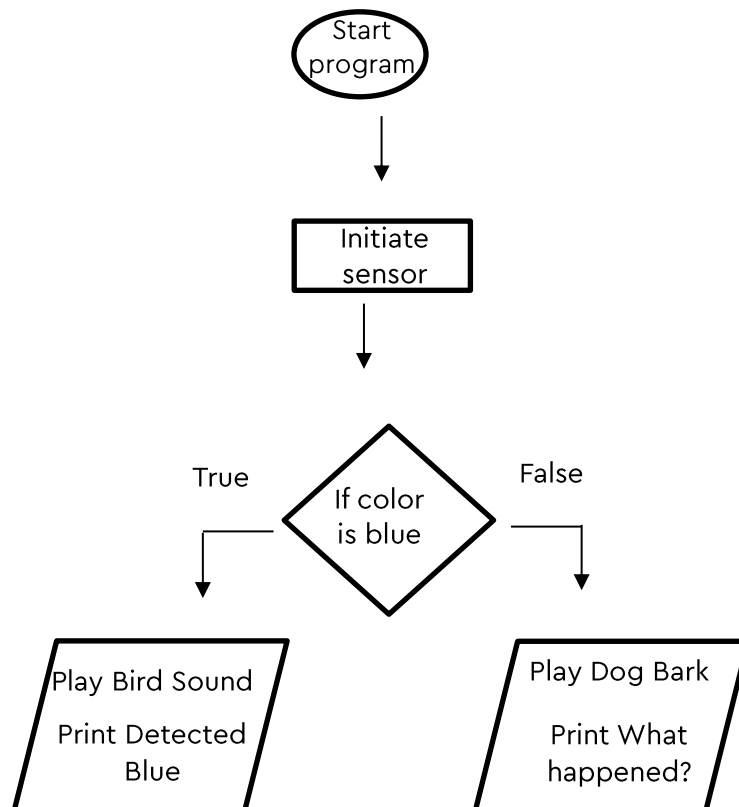 Start
program
Initiate
sensor
True
False
If color
is blue
Play Bird Sound
Print Detected
Blue
Play Dog Bark
Print What
happened?